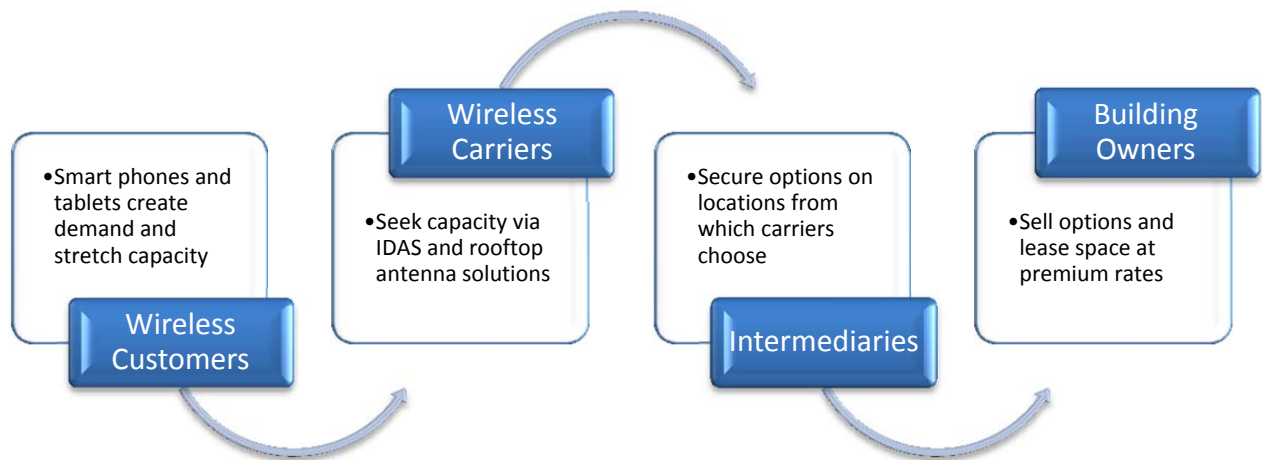 •Smart phones and
tablets create
demand and
stretch capacity
Wireless
Customers
Wireless
Carriers
•Seek capacity via
IDAS and rooftop
antenna solutions
•Secure options on
locations from
which carriers
choose
Intermediaries
Building
Owners
•Sell options and
lease space at
premium rates